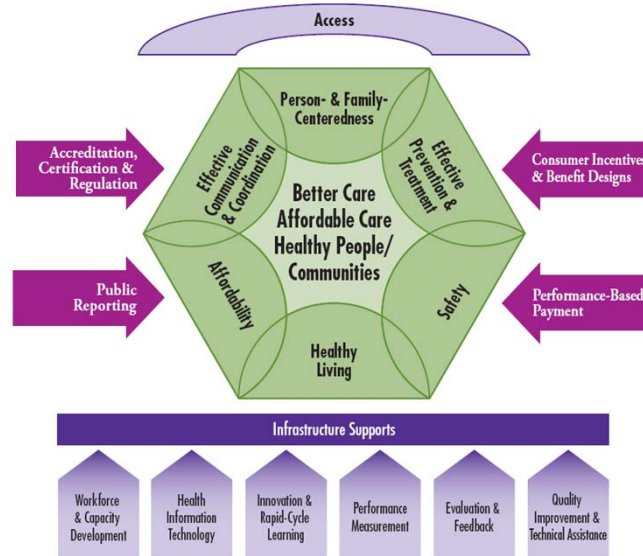 Access
Person- & Family-
Centeredness
Effective
Communication
& Coordination
Effective
Prevention &
Treatment
Accreditation,
Certification &
Regulation
Consumer Incentives
& Benefit Designs
Better Care
Affordable Care
Healthy People/
Communities
Public
Reporting
Affordability
Safety
Performance-Based
Payment
Healthy
Living
Infrastructure Supports
Workforce
& Capacity
Development
Health
Information
Technology
Innovation &
Rapid-Cycle
Learning
Performance
Measurement
Evaluation &
Feedback
Quality
Improvement &
Technical Assistance